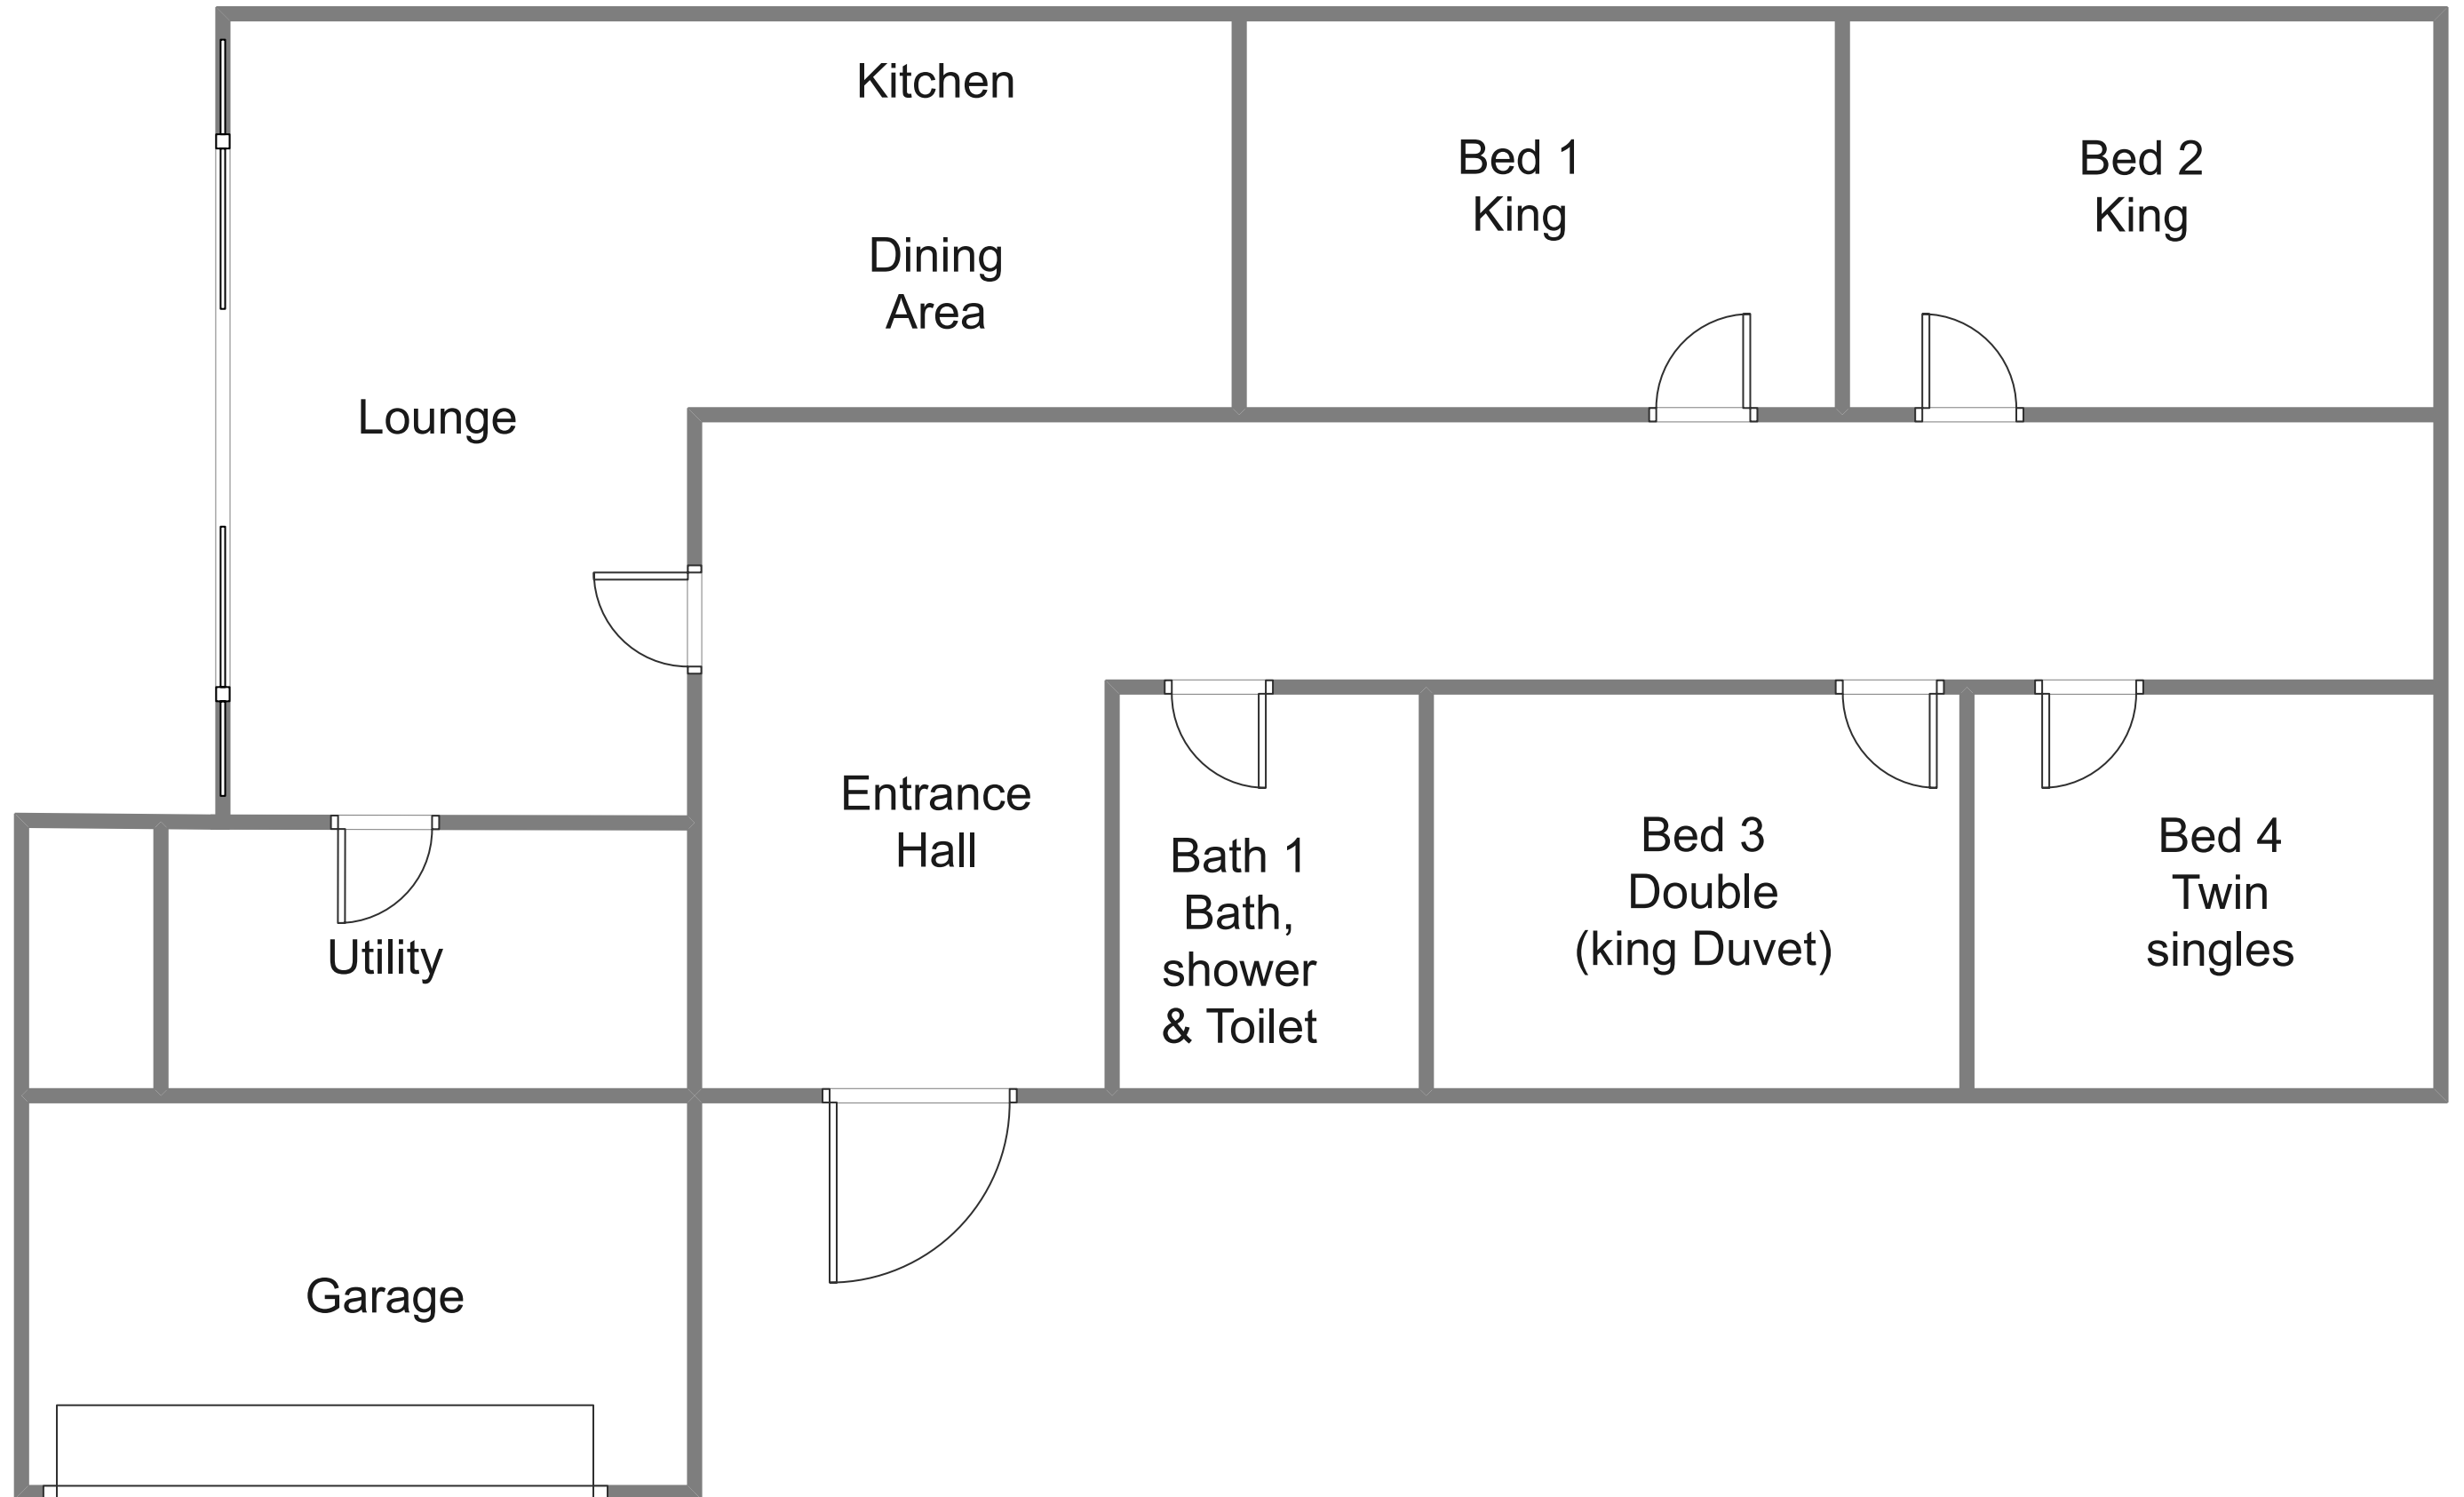 Kitchen
Dining
Area
Lounge
Bed 1
King
Bed 2
King
Entrance
Hall
Bath 1
Bath,
shower
& Toilet
Bed 3
Double
(king Duvet)
Bed 4
Twin
singles
Utility
Garage